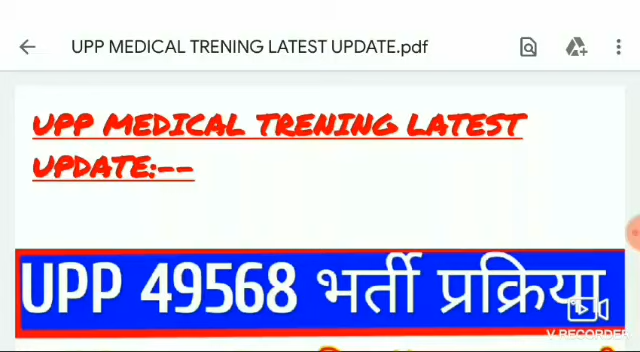 UPP MEDICAL TRENING LATEST UPDATE.pdf
UPP MEDICAL TRENING LATEST
UPDATE:--
UPP 49568 भर्ती प्रक्रिया
V RECORDER